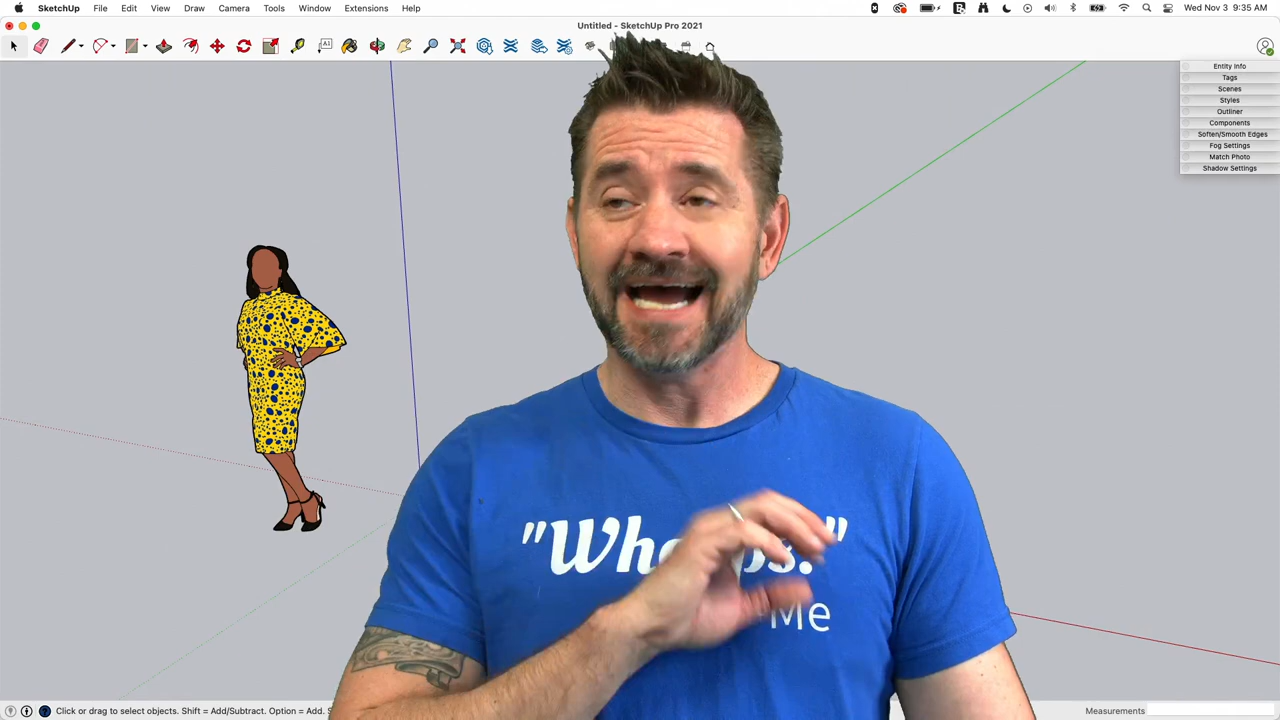 SketchUp File Edit View Draw Camera Tools Window Extensions Help Wed Nov 3 9:35 AM
Untitled - SketchUp Pro 2021
A1
Entity Info
Tags
Scenes
Styles
Outliner
Components
Soften/Smooth Edges
Fog Settings
Match Photo
Shadow Settings
Me
Click or drag to select objects. Shift = Add/Subtract. Option = Add. Measurements